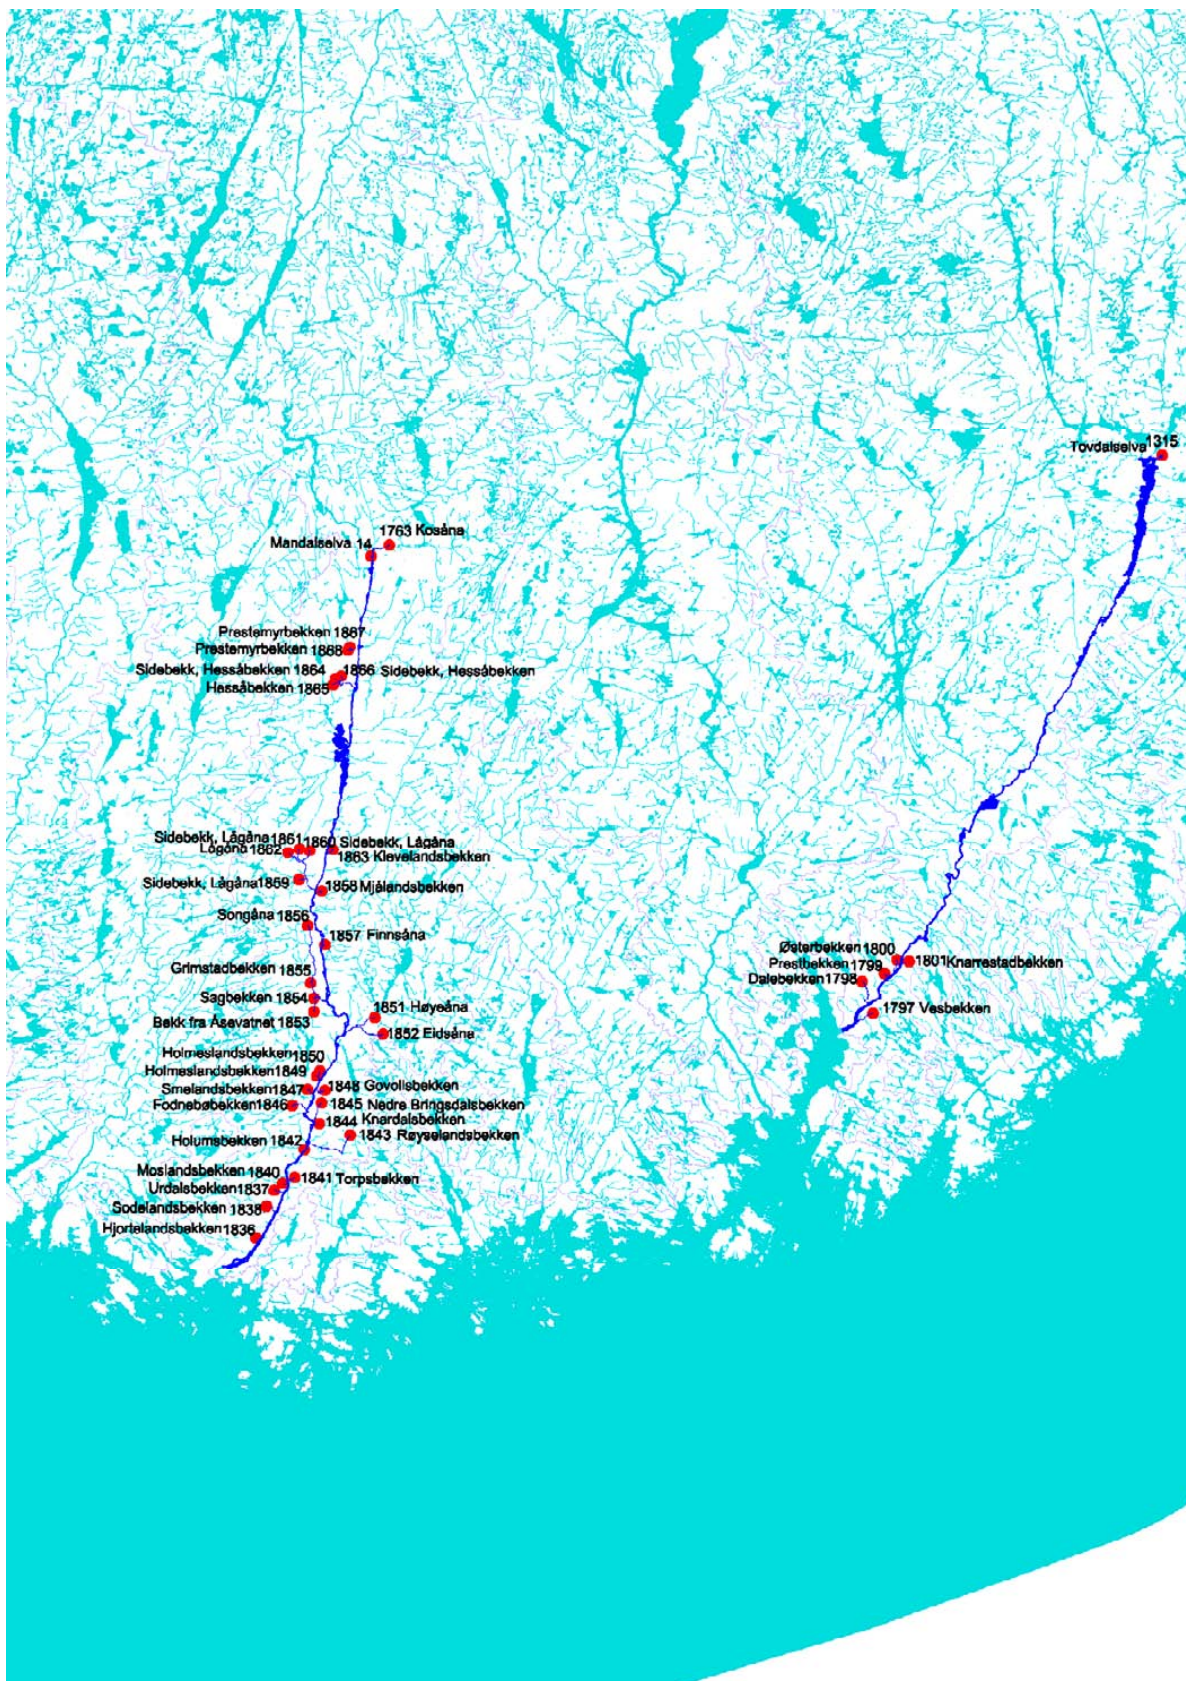 1315
Tovdalselva
1763 Kosåna
Mandalselva 14
Prestemyrbekken 1867
Prestemyrbekken 1868
Sidebekk, Hessåbekken 1864
1866 Sidebekk, Hessåbekken
Hessåbekken 1865
Sidebekk, Lågåna 1861
1860 Sidebekk, Lågåna
Lågåna 1862
1863 Klevelandsbekken
Sidebekk, Lågåna 1859
1858 Mjålandsbekken
Songåna 1856
1857 Finnsåna
Østerbekken 1800
1801 Knarrestadbekken
Prestbekken 1799
Dalebekken 1798
Grimstadbekken 1855
Sagbekken 1854
1851 Høyeåna
1797 Vesbekken
Bekk fra Åsevatnet 1853
1852 Eidsåna
Holmeslandsbekken 1850
Holmeslandsbekken 1849
Smelandsbekken 1847
1848 Govollsbekken
Fodnebøbekken 1846
1845 Nedre Bringsdalsbekken
1844 Knardalsbekken
Holumsbekken 1842
1843 Røyselandsbekken
Moslandsbekken 1840
1841 Torpsbekken
Urdalsbekken 1837
Sodelandsbekken 1838
Hjortelandsbekken 1836